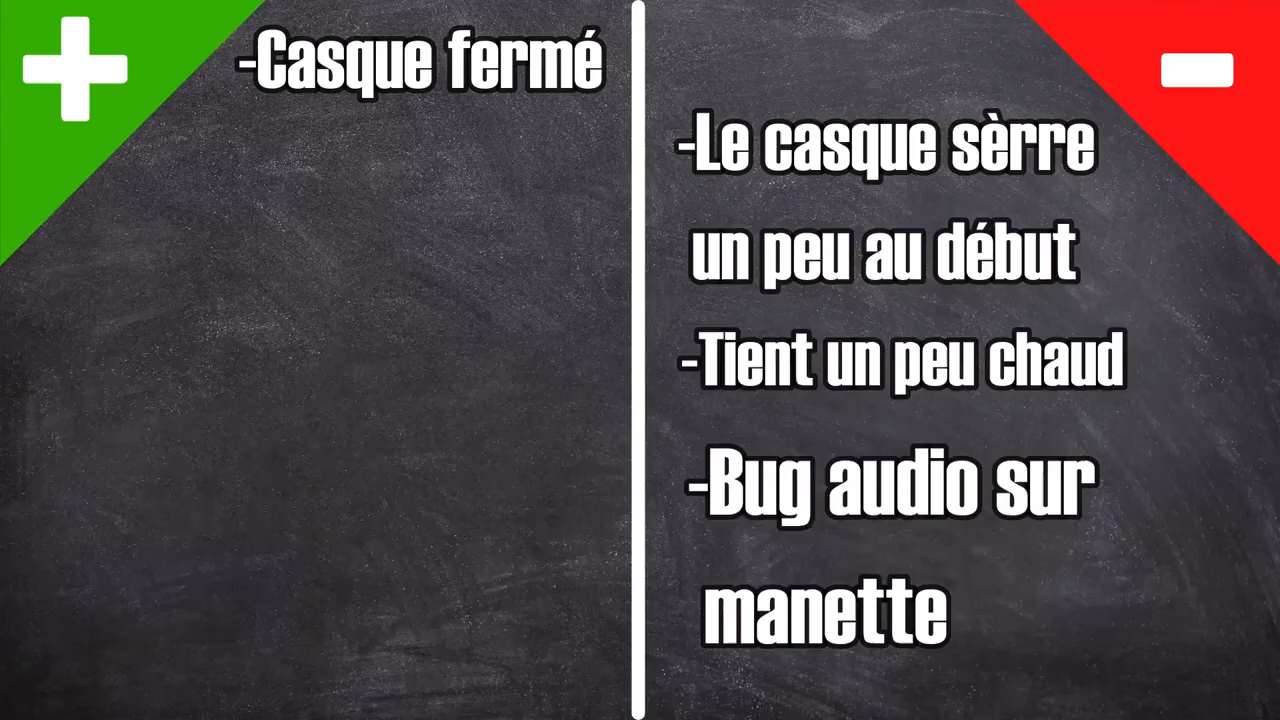 -Casque fermé
-Le casque sèrre
un peu au début
-Tient un peu chaud
-Bug audio sur
manette